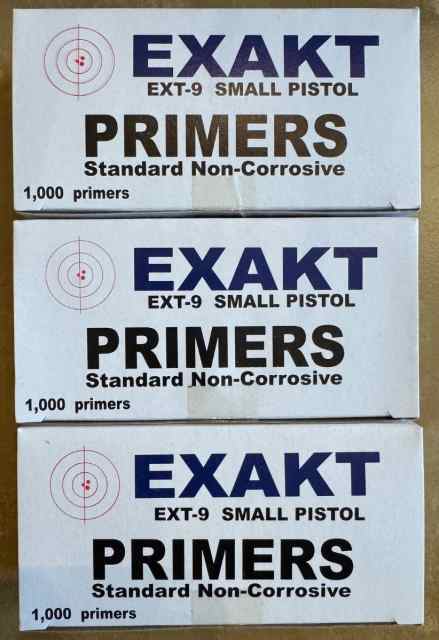 EXAKT
EXT-9 SMALL PISTOL
PRIMERS
Standard Non-Corrosive
1,000 primers
EXAKT
EXT-9 SMALL PISTOL
PRIMERS
Standard Non-Corrosive
1,000 primers
EXAKT
EXT-9 SMALL PISTOL
PRIMERS
Standard Non-Corrosive
1,000 primers